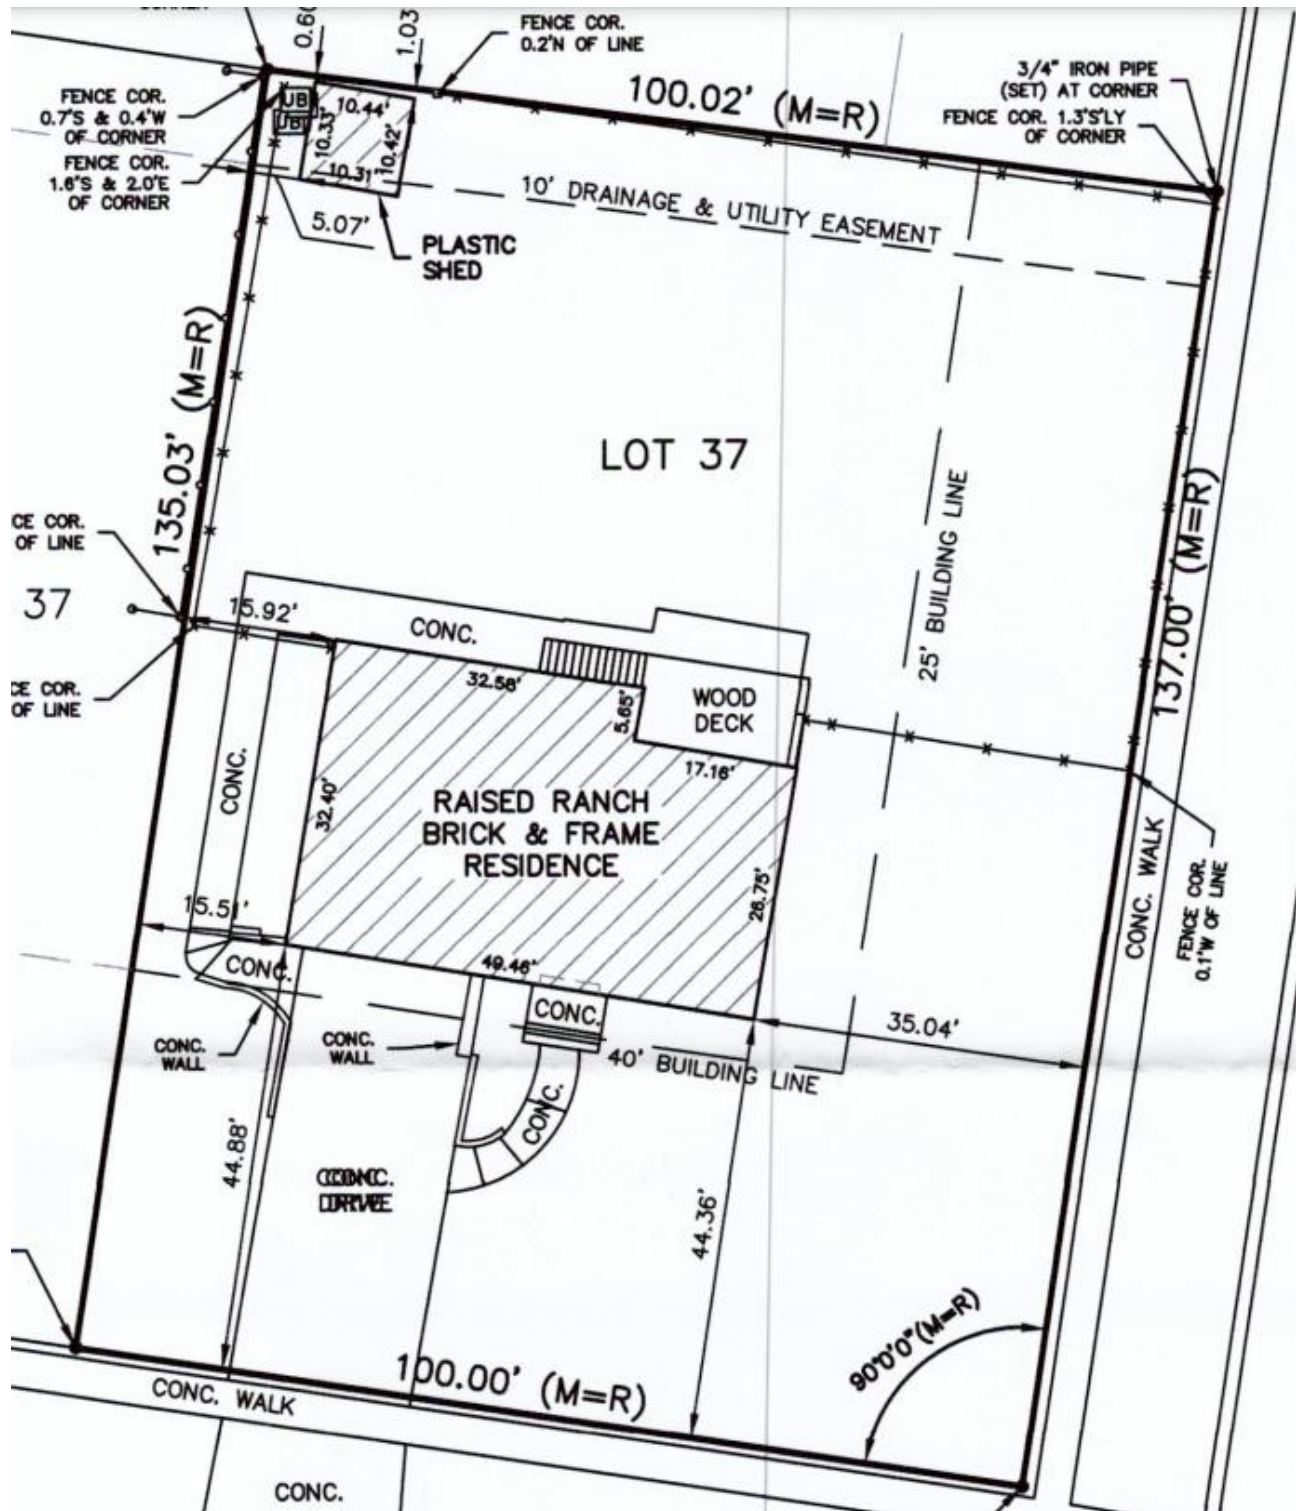 CORNER
0.60
1.03
FENCE COR.
0.2'N OF LINE
3/4" IRON PIPE
(SET) AT CORNER
FENCE COR. 1.3'S'LY
OF CORNER
100.02' (M=R)
FENCE COR.
0.7'S & 0.4'W
OF CORNER
FENCE COR.
1.6'S & 2.0'E
OF CORNER
UB
UB
10.44'
10.33'
10.42'
10.31'
5.07'
PLASTIC
SHED
10' DRAINAGE & UTILITY EASEMENT
135.03' (M=R)
LOT 37
25' BUILDING LINE
137.00' (M=R)
CE COR.
OF LINE
37
CE COR.
OF LINE
15.92'
CONC.
32.58'
5.65'
WOOD
DECK
17.16'
CONC.
32.40'
RAISED RANCH
BRICK & FRAME
RESIDENCE
26.75'
CONC. WALK
FENCE COR.
0.1'W OF LINE
15.51'
CONC.
49.46'
CONC.
35.04'
CONC.
WALL
CONC.
WALL
40' BUILDING LINE
CONC.
44.88'
CONC.
DRIVE
44.36'
90°0'0" (M=R)
100.00' (M=R)
CONC. WALK
CONC.